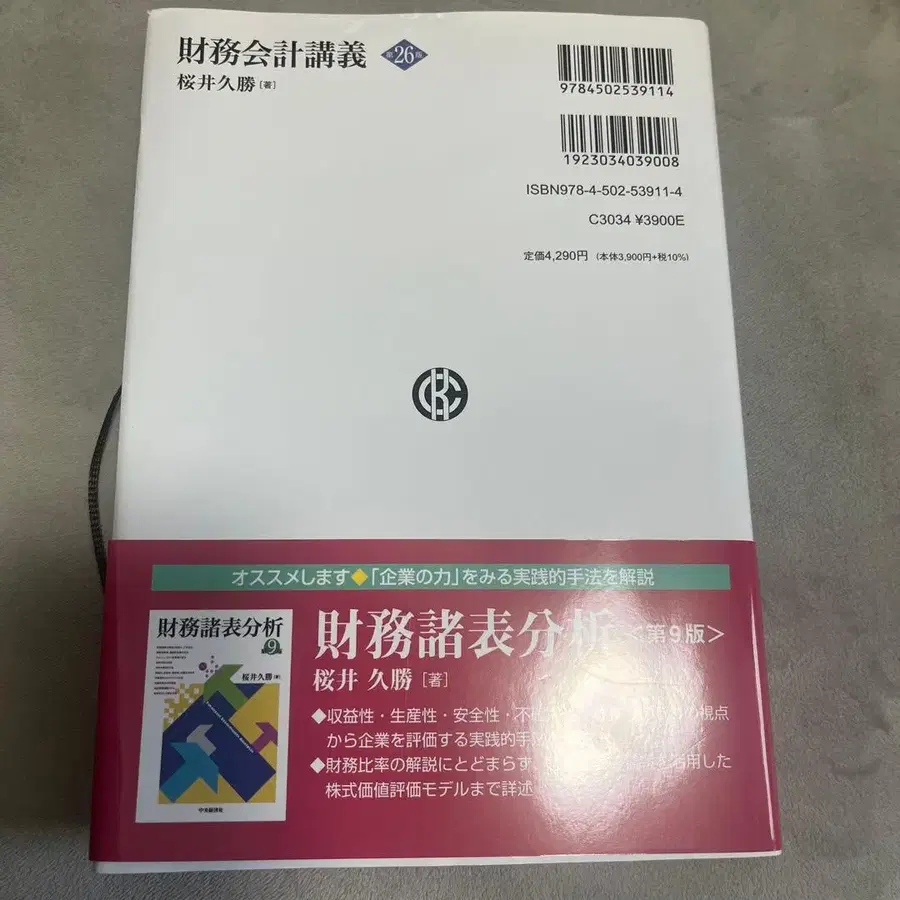 財務会計講義 第26版
桜井久勝[著]
9784502539114
1923034039008
ISBN978-4-502-53911-4
C3034 ¥3900E
定価4,290円 (本体3,900円+税10%)
オススメします◆「企業の力」をみる実践的手法を解説
財務諸表分析
9
桜井久勝
中央経済社
財務諸表分析 <第9版>
桜井 久勝[著]
◆収益性・生産性・安全性・不 の視点
から企業を評価する実践的手
◆財務比率の解説にとどまらず、 活用した
株式価値評価モデルまで詳述